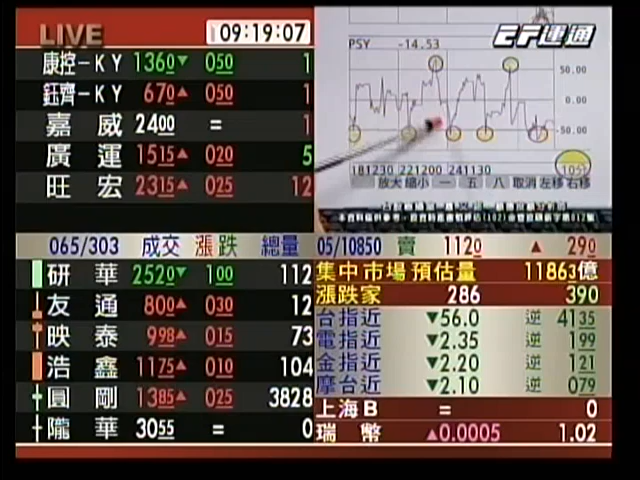 LIVE
09:19:07
康控-KY 1360▼ 050 1
鈺齊-KY 670▲ 050 1
嘉 威 2400 = 1
廣 運 1515▲ 020 5
旺 宏 2315▲ 025 12
PSY -14.53
建通
50.00
0.00
-50.00
181230 221200 241130 105
放大 縮小 一 五 八 取消 左移 右移
065/303 成交 漲跌 總量
研 華 2520▼ 100 112
友 通 800▲ 030 12
映 泰 998▲ 015 73
浩 鑫 1175▲ 010 104
圓 剛 1385▲ 025 3828
隴 華 3055 = 0
05/10850 賣 1120 ▲ 290
集中市場預估量 11863億
漲跌家 286 390
台指近 ▼56.0 逆 4135
電指近 ▼2.35 逆 199
金指近 ▼2.20 逆 121
摩台近 ▼2.10 逆 079
上海B = 0
瑞 幣 ▲0.0005 1.02